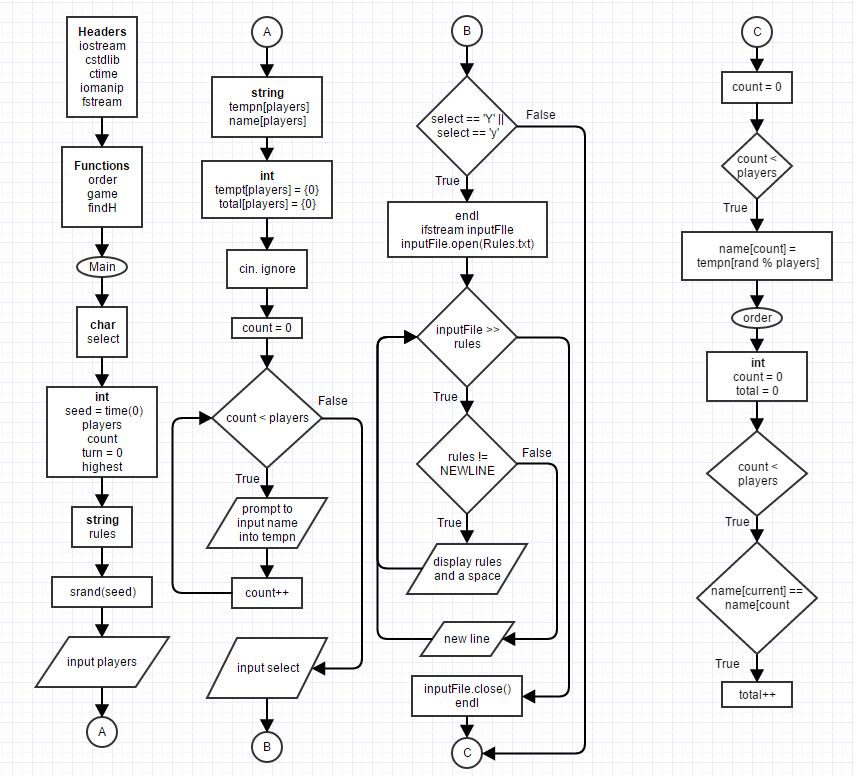 Headers
iostream
cstdlib
ctime
iomanip
fstream
Functions
order
game
findH
Main
char
select
int
seed = time(0)
players
count
turn = 0
highest
string
rules
srand(seed)
input players
A
A
string
tempn[players]
name[players]
int
tempt[players] = {0}
total[players] = {0}
cin. ignore
count = 0
count < players
False
True
prompt to
input name
into tempn
count++
input select
B
B
select == 'Y' ||
select == 'y'
False
True
endl
ifstream inputFIle
inputFile.open(Rules.txt)
inputFile >>
rules
True
rules !=
NEWLINE
False
True
display rules
and a space
new line
inputFile.close()
endl
C
C
count = 0
count <
players
True
name[count] =
tempn[rand % players]
order
int
count = 0
total = 0
count <
players
True
name[current] ==
name[count
True
total++